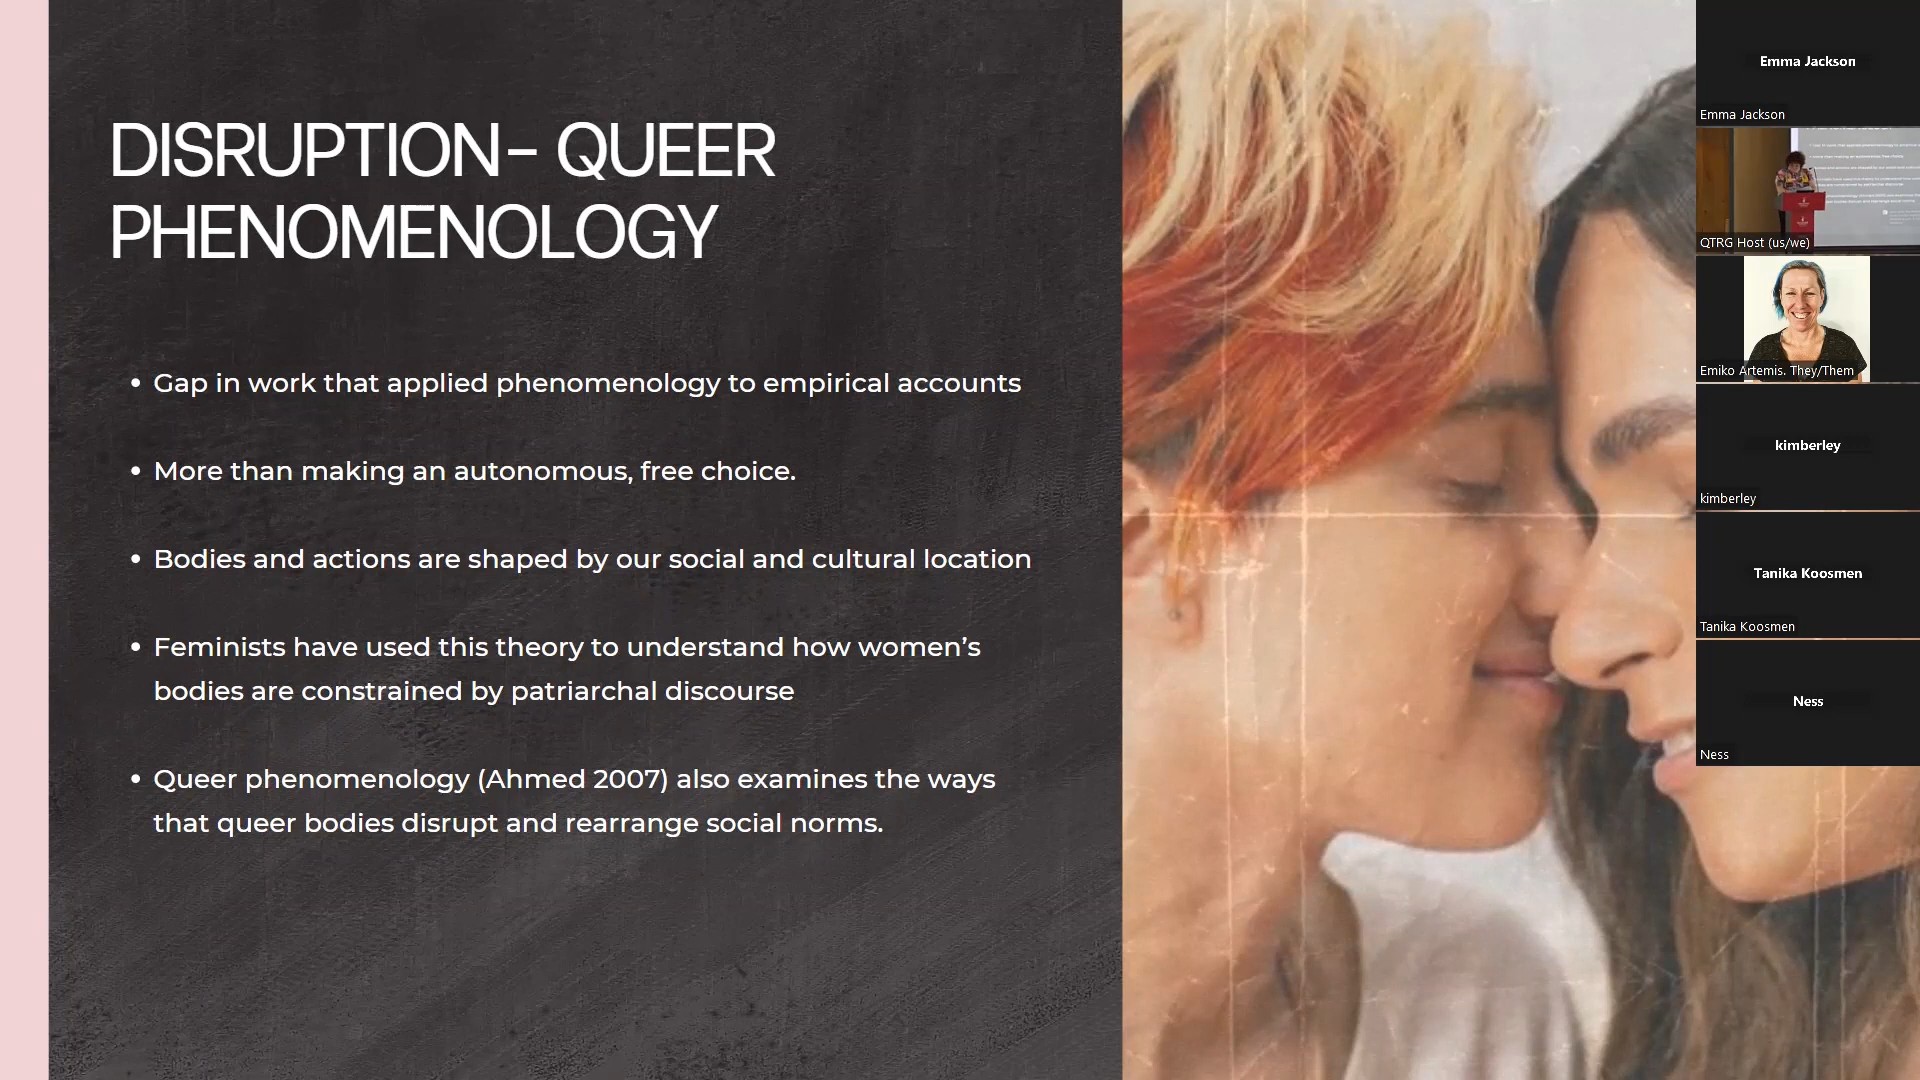 DISRUPTION- QUEER
PHENOMENOLOGY
• Gap in work that applied phenomenology to empirical accounts
• More than making an autonomous, free choice.
• Bodies and actions are shaped by our social and cultural location
• Feminists have used this theory to understand how women’s
bodies are constrained by patriarchal discourse
• Queer phenomenology (Ahmed 2007) also examines the ways
that queer bodies disrupt and rearrange social norms.
Emma Jackson
Emma Jackson
QTRG Host (us/we)
Emiko Artemis. They/Them
kimberley
kimberley
Tanika Koosmen
Tanika Koosmen
Ness
Ness